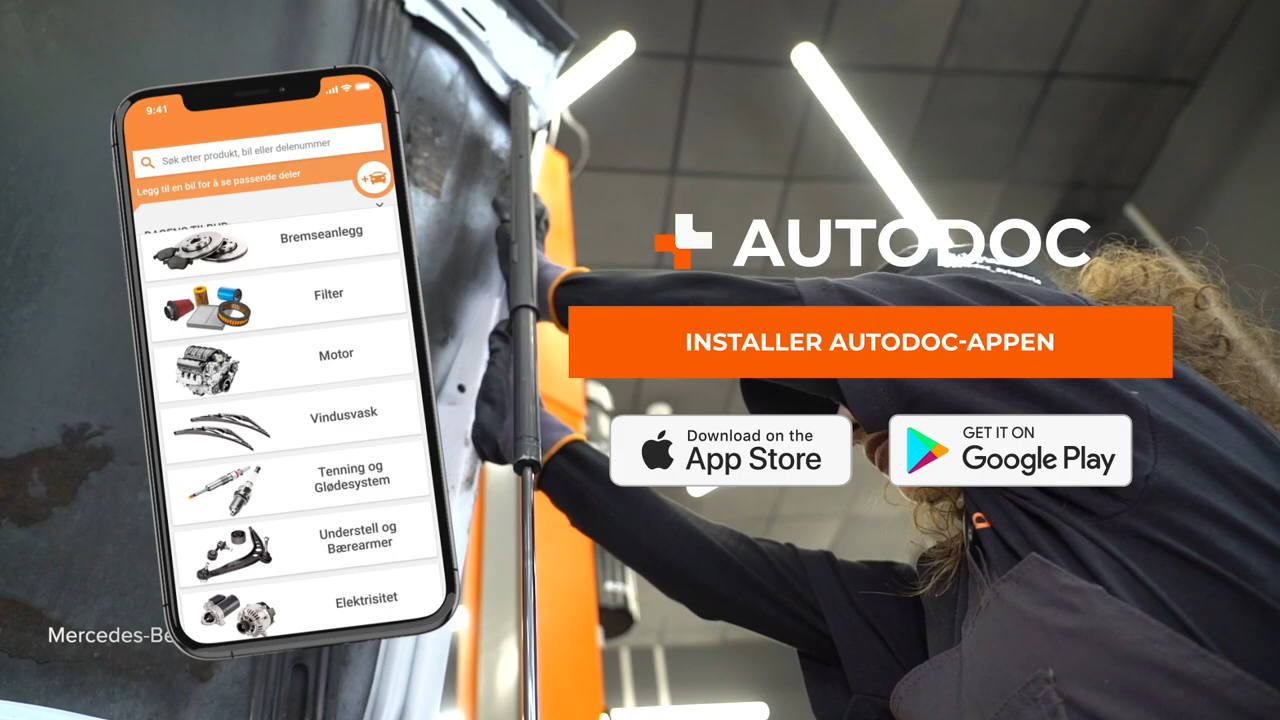 9:41
Søk etter produkt, bil eller delenummer
Legg til en bil for å se passende deler
Bremseanlegg
Filter
Motor
Vindusvask
Tenning og
Glødesystem
Understell og
Bærearmer
Elektrisitet
AUTODOC
INSTALLER AUTODOC-APPEN
Download on the
App Store
GET IT ON
Google Play